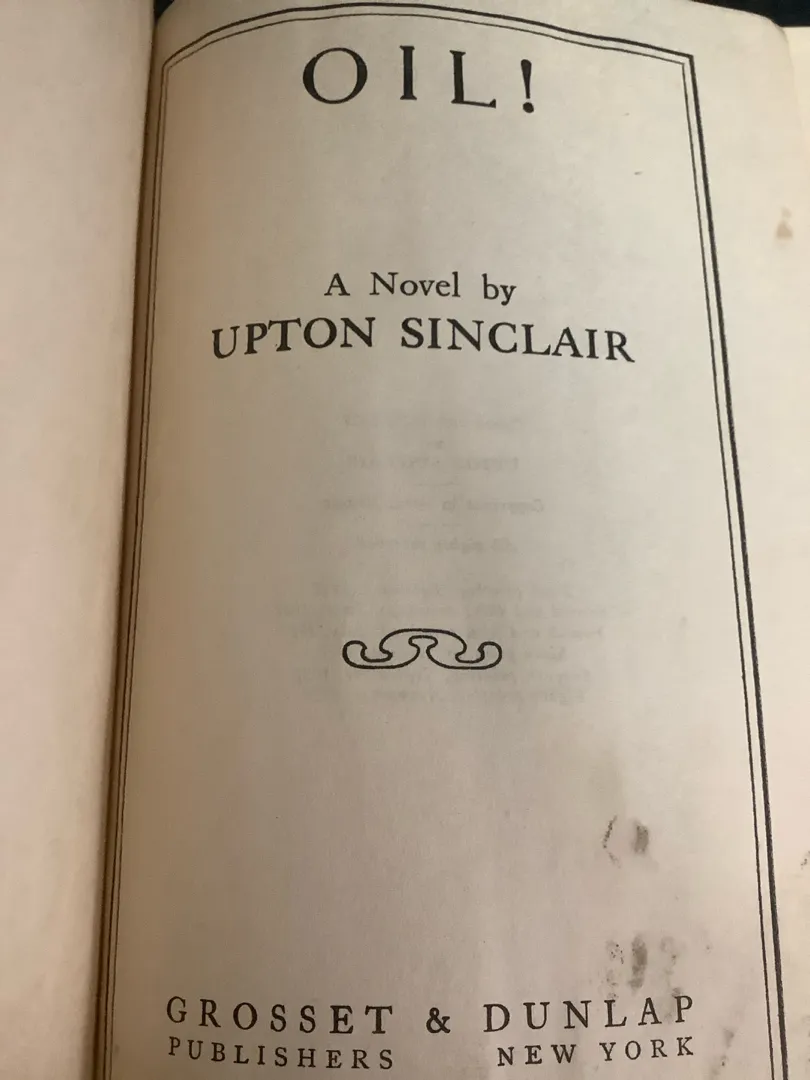 OIL!
A Novel by
UPTON SINCLAIR
GROSSET & DUNLAP
PUBLISHERS NEW YORK